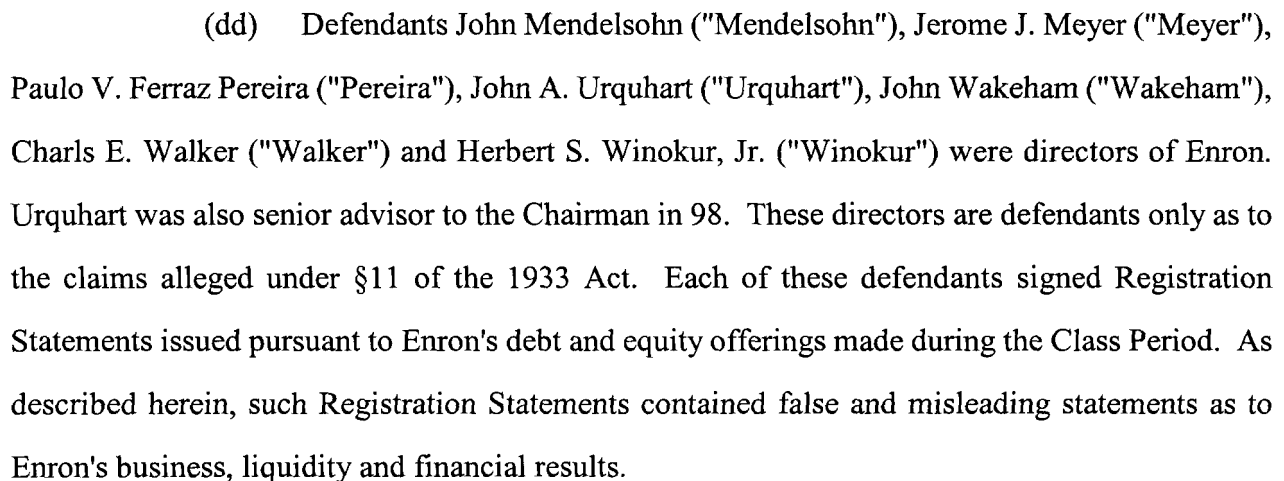 (dd) Defendants John Mendelsohn ("Mendelsohn"), Jerome J. Meyer ("Meyer"),
Paulo V. Ferraz Pereira ("Pereira"), John A. Urquhart ("Urquhart"), John Wakeham ("Wakeham"),
Charls E. Walker ("Walker") and Herbert S. Winokur, Jr. ("Winokur") were directors of Enron.
Urquhart was also senior advisor to the Chairman in 98. These directors are defendants only as to
the claims alleged under §11 of the 1933 Act. Each of these defendants signed Registration
Statements issued pursuant to Enron's debt and equity offerings made during the Class Period. As
described herein, such Registration Statements contained false and misleading statements as to
Enron's business, liquidity and financial results.